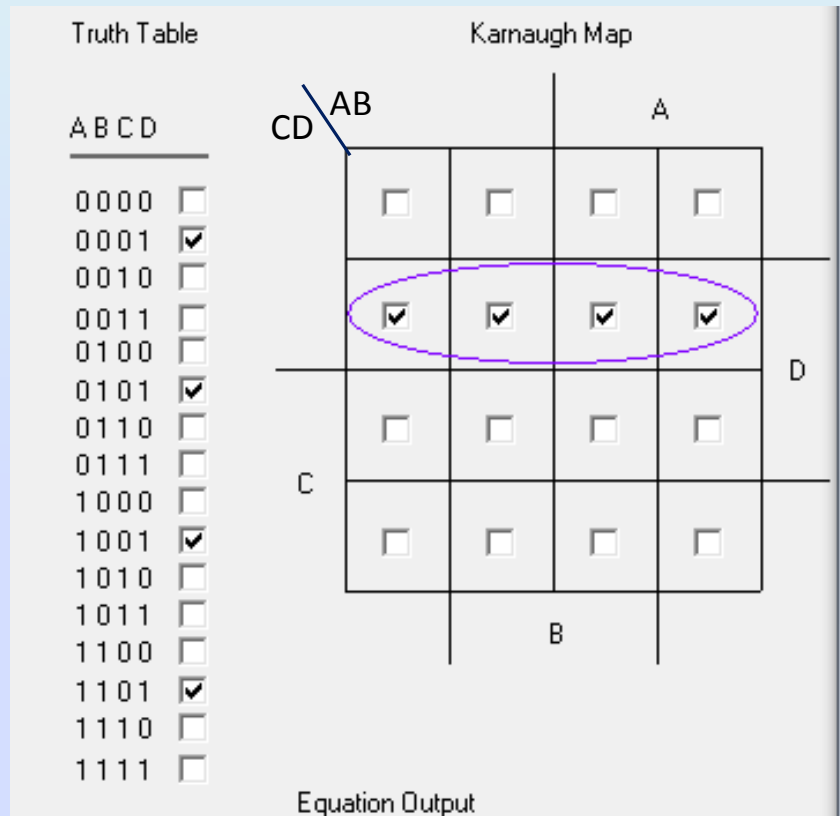 Truth Table
Karnaugh Map
AB
CD
A
A B C D
0 0 0 0
0 0 0 1
0 0 1 0
0 0 1 1
0 1 0 0
0 1 0 1
0 1 1 0
0 1 1 1
1 0 0 0
1 0 0 1
1 0 1 0
1 0 1 1
1 1 0 0
1 1 0 1
1 1 1 0
1 1 1 1
D
C
B
Equation Output